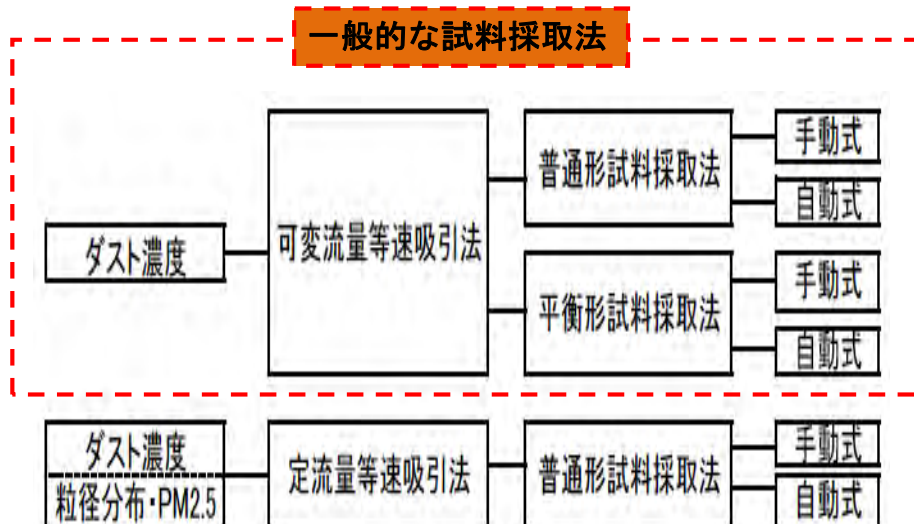 一般的な試料採取法
ダスト濃度
可変流量等速吸引法
普通形試料採取法
手動式
自動式
平衡形試料採取法
手動式
自動式
ダスト濃度
粒径分布・PM2.5
定流量等速吸引法
普通形試料採取法
手動式
自動式